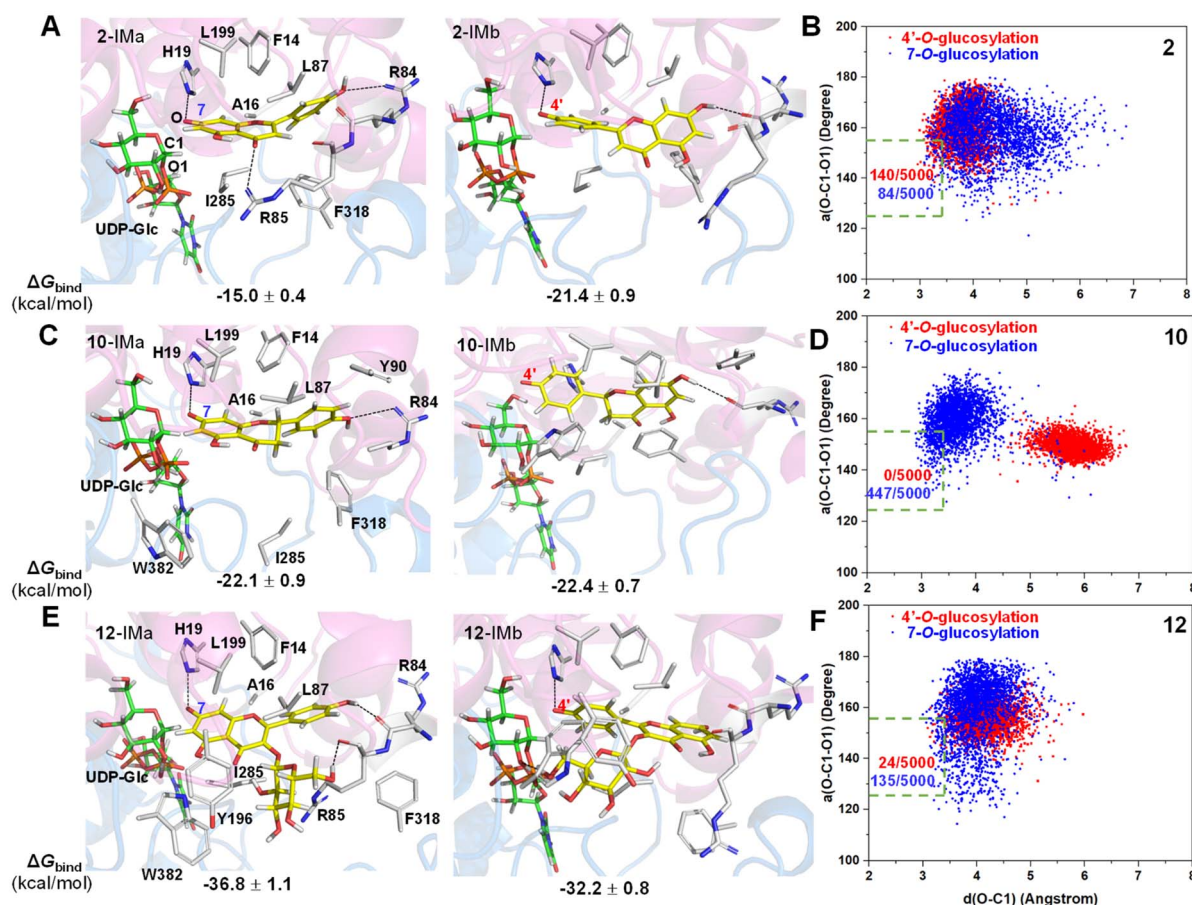 A
2-IMa
L199
F14
H19
L87
R84
O
7
A16
C1
O1
I285
R85
F318
UDP-Glc
ΔGbind
(kcal/mol)
-15.0 ± 0.4
2-IMb
4'
-21.4 ± 0.9
B
4'-O-glucosylation
7-O-glucosylation
2
a(O-C1-O1) (Degree)
200
180
160
140
120
100
140/5000
84/5000
2 3 4 5 6 7 8
C
10-IMa
L199
F14
H19
Y90
A16
L87
7
R84
UDP-Glc
F318
W382
I285
ΔGbind
(kcal/mol)
-22.1 ± 0.9
10-IMb
4'
-22.4 ± 0.7
D
4'-O-glucosylation
7-O-glucosylation
10
a(O-C1-O1) (Degree)
200
180
160
140
120
100
0/5000
447/5000
2 3 4 5 6 7 8
E
12-IMa
H19
L199
F14
R84
A16
L87
7
UDP-Glc
I285
R85
Y196
F318
W382
ΔGbind
(kcal/mol)
-36.8 ± 1.1
12-IMb
4'
-32.2 ± 0.8
F
4'-O-glucosylation
7-O-glucosylation
12
a(O-C1-O1) (Degree)
200
180
160
140
120
100
24/5000
135/5000
2 3 4 5 6 7 8
d(O-C1) (Angstrom)